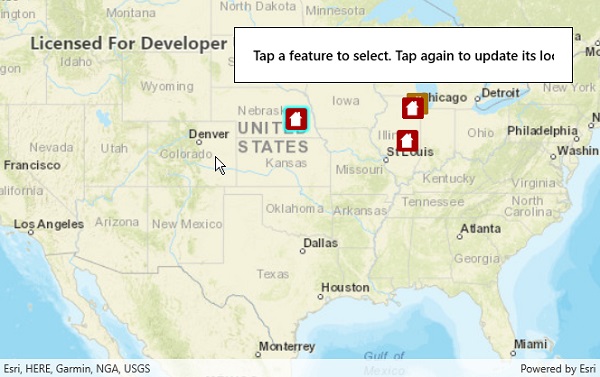 NORTH DAKOTA
Minnesota
Licensed For Developer
Tap a feature to select. Tap again to update its loc
Idaho
Wyoming
Iowa
Chicago
Detroit
New York
Nebraska
UNITED
STATES
Illin
Ohio
Philadelphia
Nevada
Utah
Denver
Colorado
Kansas
Missouri
St Louis
Washin
Francisco
alifornia
Kentucky
Virginia
Los Angeles
Arizona
New Mexico
Oklahoma
Arkansas
Tennessee
North
Carolina
Dallas
Atlanta
Texas
Georgia
Houston
Monterrey
Gulf of
Miami
Esri, HERE, Garmin, NGA, USGS
Powered by Esri